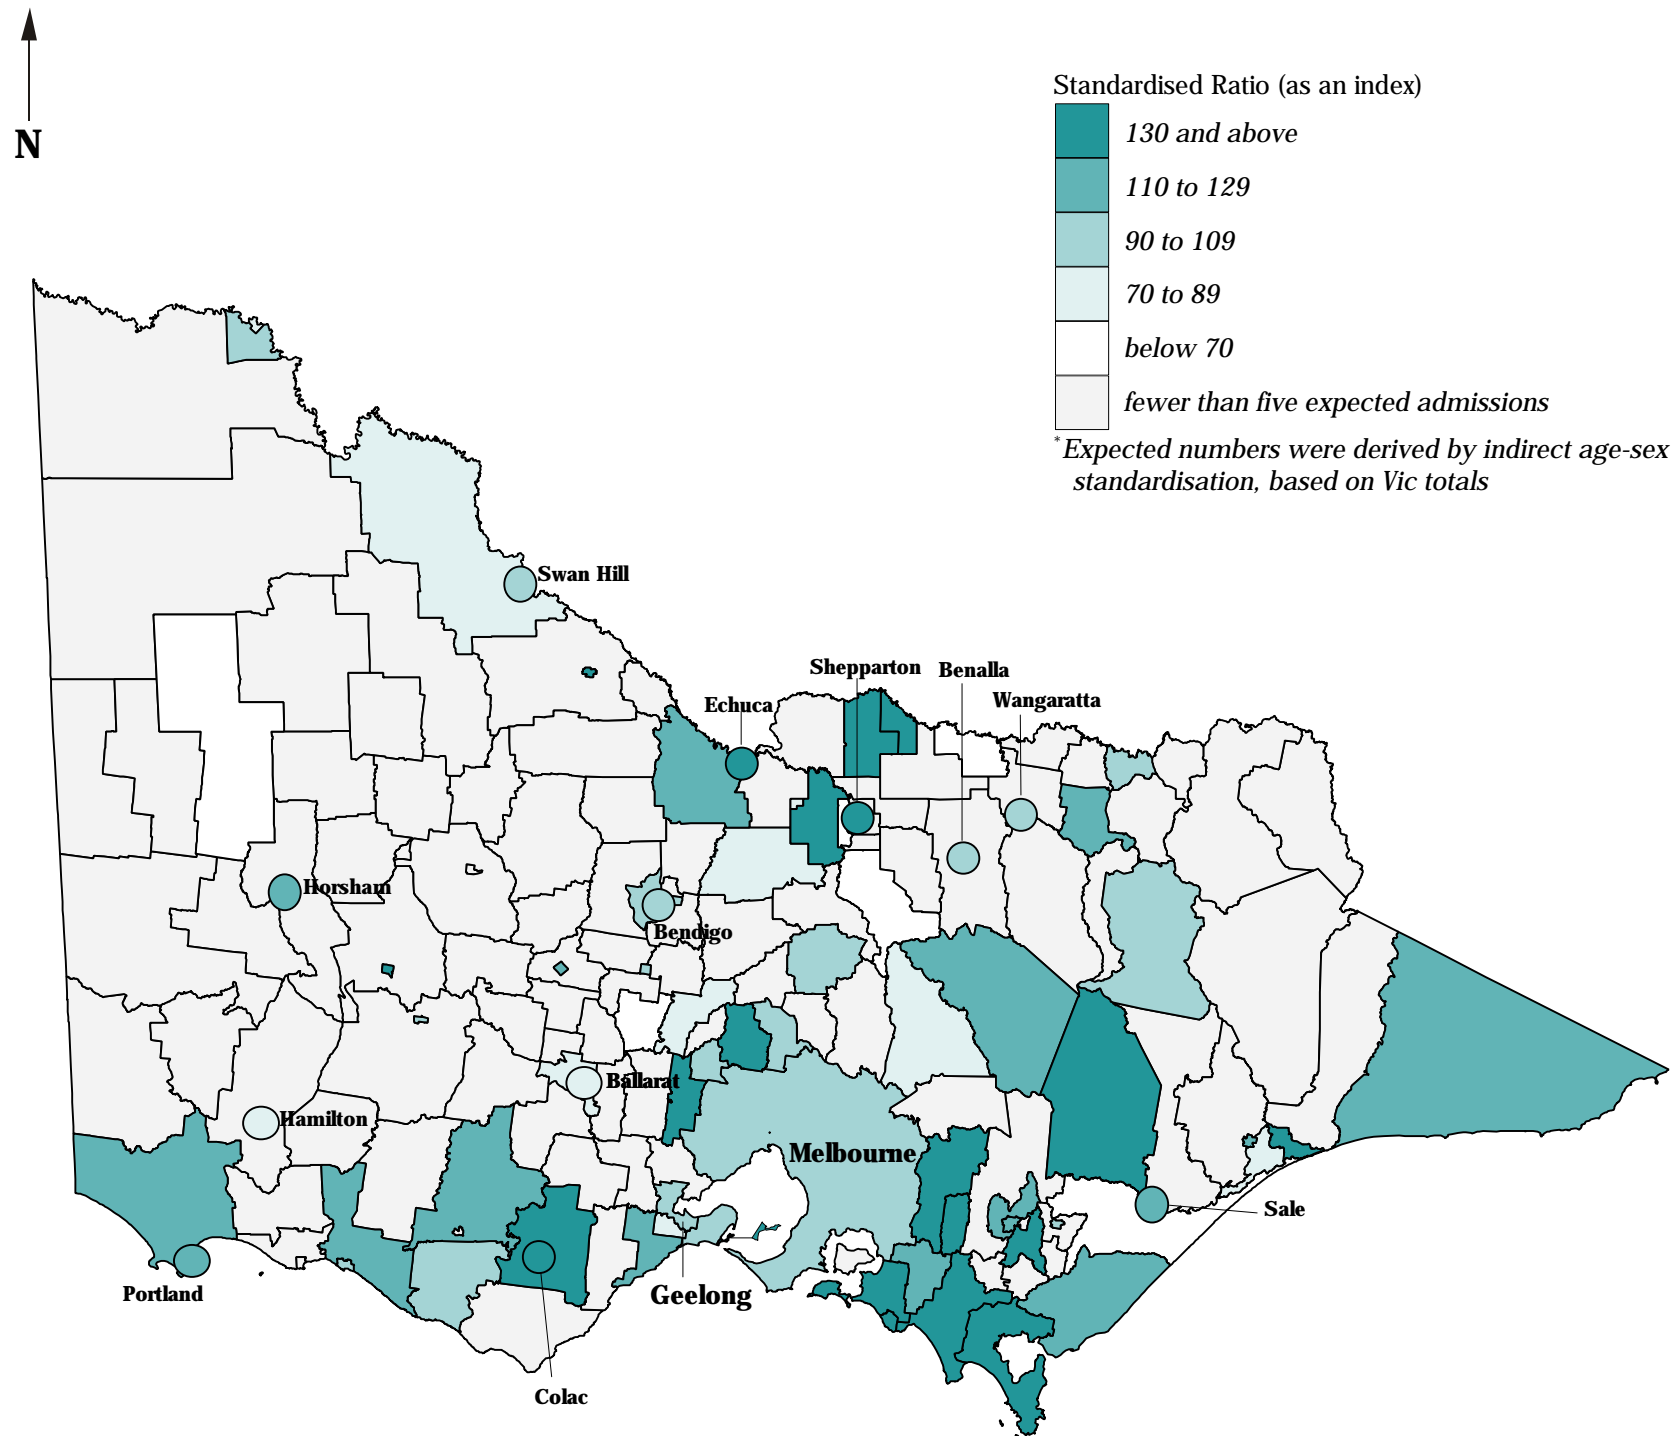 N
Standardised Ratio (as an index)
130 and above
110 to 129
90 to 109
70 to 89
below 70
fewer than five expected admissions
*Expected numbers were derived by indirect age-sex
standardisation, based on Vic totals
Swan Hill
Shepparton
Benalla
Echuca
Wangaratta
Horsham
Bendigo
Ballarat
Hamilton
Melbourne
Sale
Portland
Geelong
Colac